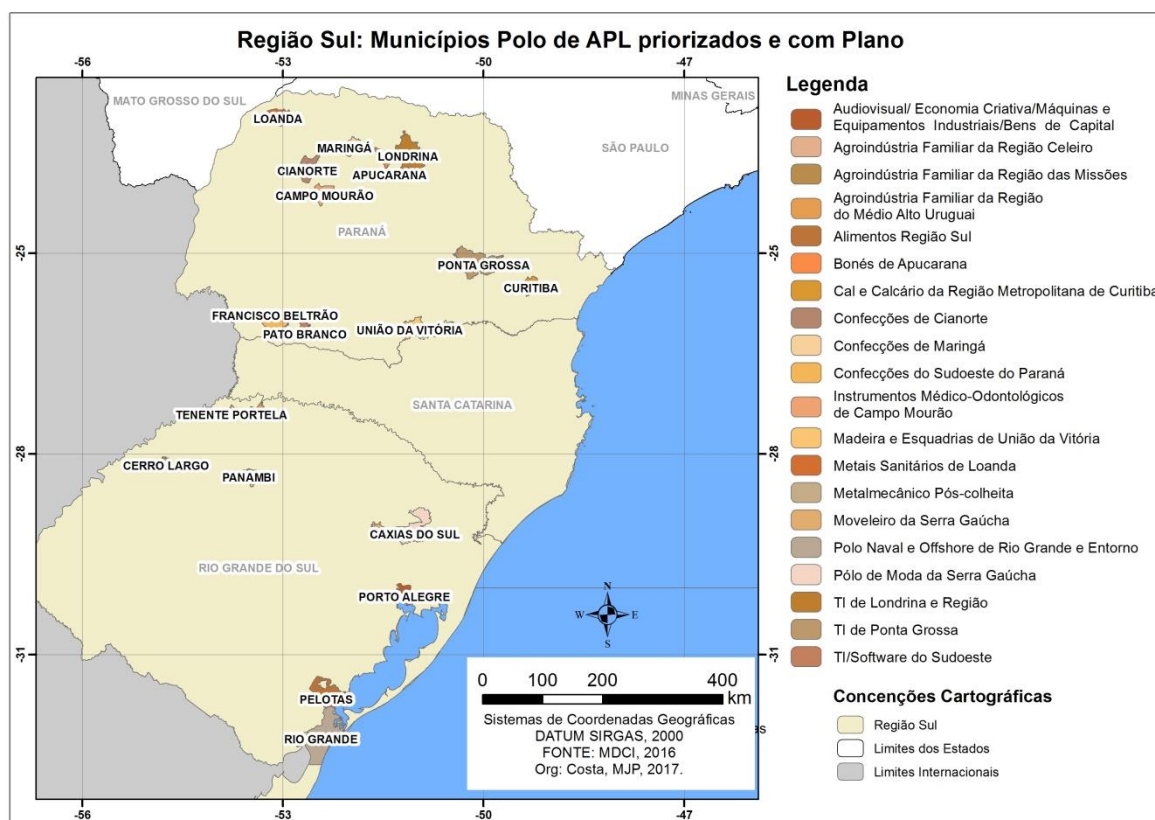 Região Sul: Municípios Polo de APL priorizados e com Plano
-56 -53 -50 -47
MATO GROSSO DO SUL
MINAS GERAIS
SÃO PAULO
LOANDA
MARINGÁ
LONDRINA
CIANORTE
APUCARANA
CAMPO MOURÃO
PARANÁ
-25 -25
PONTA GROSSA
CURITIBA
FRANCISCO BELTRÃO
PATO BRANCO
UNIÃO DA VITÓRIA
SANTA CATARINA
TENENTE PORTELA
-28 -28
CERRO LARGO
PANAMBI
CAXIAS DO SUL
RIO GRANDE DO SUL
PORTO ALEGRE
N
W E
S
-31 -31
PELOTAS
RIO GRANDE
0 100 200 400
km
Sistemas de Coordenadas Geográficas
DATUM SIRGAS, 2000
FONTE: MDCI, 2016
Org: Costa, MJP, 2017.
-56 -53 -50 -47
Legenda
Audiovisual/ Economia Criativa/Máquinas e
Equipamentos Industriais/Bens de Capital
Agroindústria Familiar da Região Celeiro
Agroindústria Familiar da Região das Missões
Agroindústria Familiar da Região
do Médio Alto Uruguai
Alimentos Região Sul
Bonés de Apucarana
Cal e Calcário da Região Metropolitana de Curitiba
Confecções de Cianorte
Confecções de Maringá
Confecções do Sudoeste do Paraná
Instrumentos Médico-Odontológicos
de Campo Mourão
Madeira e Esquadrias de União da Vitória
Metais Sanitários de Loanda
Metalmecânico Pós-colheita
Moveleiro da Serra Gaúcha
Polo Naval e Offshore de Rio Grande e Entorno
Pólo de Moda da Serra Gaúcha
TI de Londrina e Região
TI de Ponta Grossa
TI/Software do Sudoeste
Concenções Cartográficas
Região Sul
Limites dos Estados
Limites Internacionais